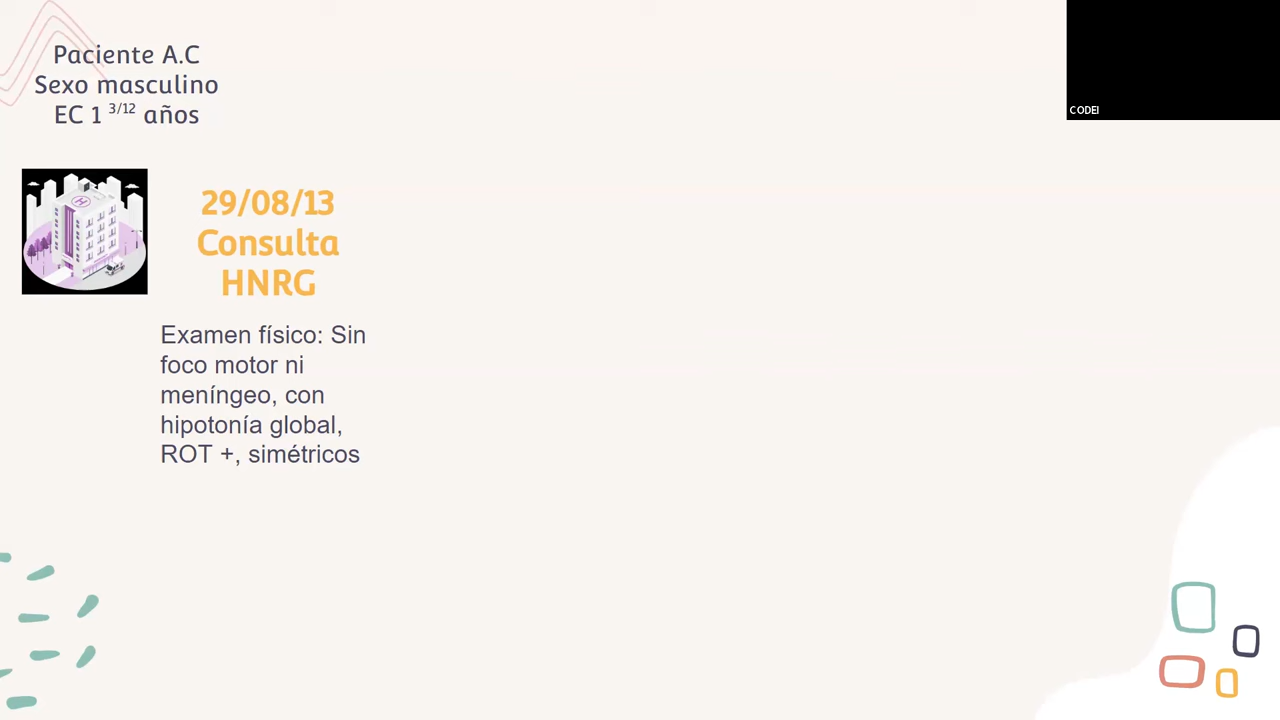 Paciente A.C
Sexo masculino
EC 1 3/12 años
CODEI
29/08/13
Consulta
HNRG
Examen físico: Sin
foco motor ni
meníngeo, con
hipotonía global,
ROT +, simétricos